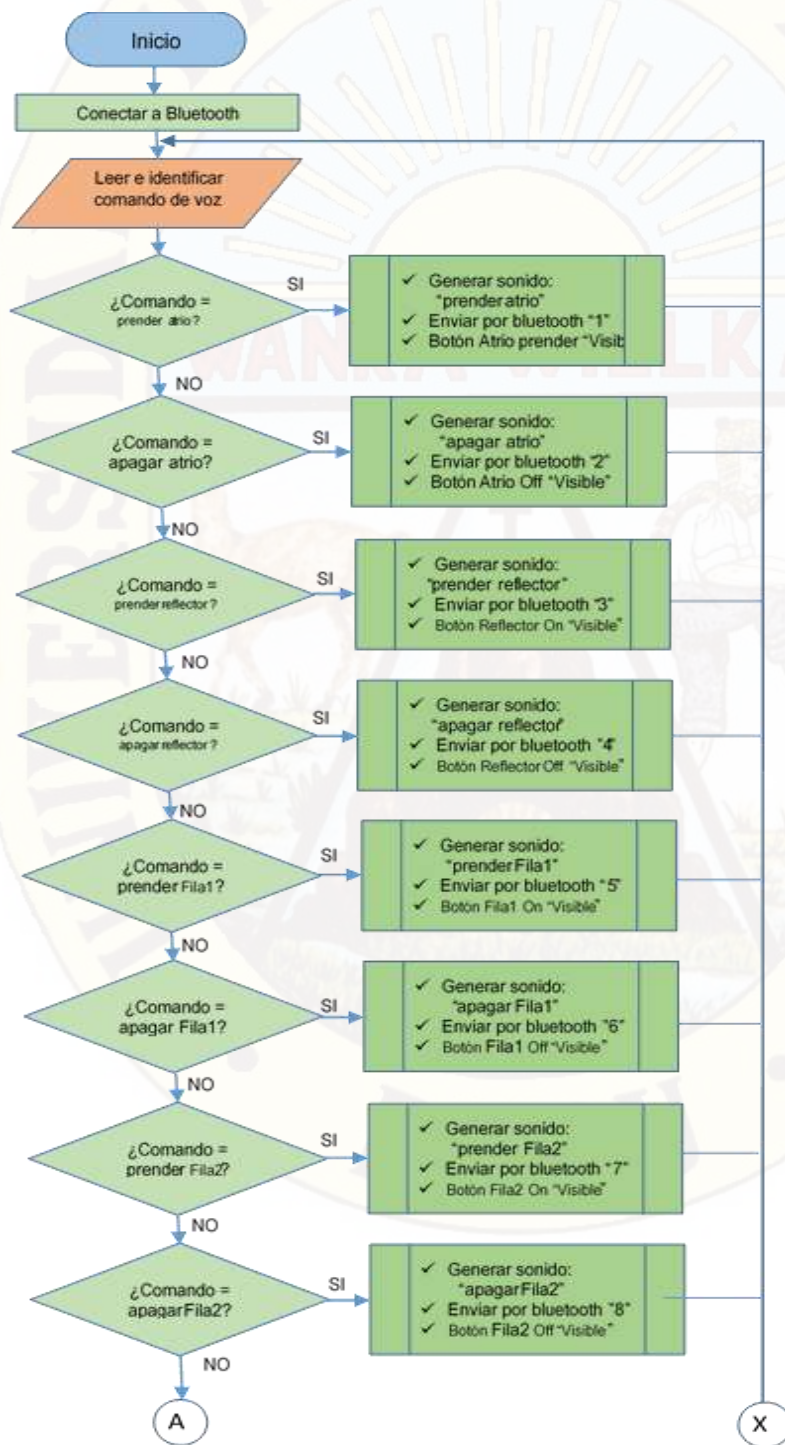 Inicio
Conectar a Bluetooth
Leer e identificar
comando de voz
¿Comando =
prender atrio?
SI
✓ Generar sonido:
"prender atrio"
✓ Enviar por bluetooth "1"
✓ Botón Atrio prender "Visib
NO
¿Comando =
apagar atrio?
SI
✓ Generar sonido:
"apagar atrio"
✓ Enviar por bluetooth "2"
✓ Botón Atrio Off "Visible"
NO
¿Comando =
prender reflector?
SI
✓ Generar sonido:
"prender reflector"
✓ Enviar por bluetooth "3"
✓ Botón Reflector On "Visible"
NO
¿Comando =
apagar reflector?
SI
✓ Generar sonido:
"apagar reflector"
✓ Enviar por bluetooth "4"
✓ Botón Reflector Off "Visible"
NO
¿Comando =
prender Fila1?
SI
✓ Generar sonido:
"prender Fila1"
✓ Enviar por bluetooth "5"
✓ Botón Fila1 On "Visible"
NO
¿Comando =
apagar Fila1?
SI
✓ Generar sonido:
"apagar Fila1"
✓ Enviar por bluetooth "6"
✓ Botón Fila1 Off "Visible"
NO
¿Comando =
prender Fila2?
SI
✓ Generar sonido:
"prender Fila2"
✓ Enviar por bluetooth "7"
✓ Botón Fila2 On "Visible"
NO
¿Comando =
apagar Fila2?
SI
✓ Generar sonido:
"apagar Fila2"
✓ Enviar por bluetooth "8"
✓ Botón Fila2 Off "Visible"
NO
A
X